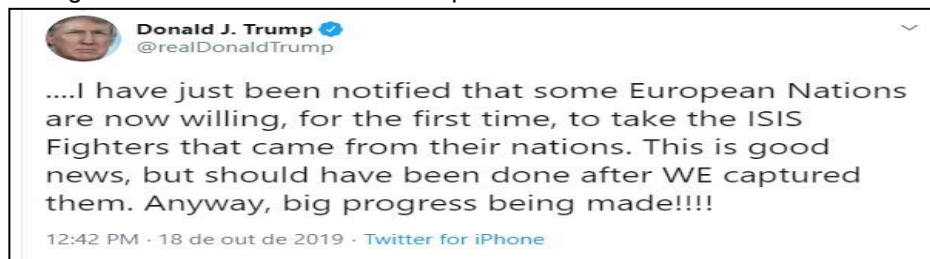 Donald J. Trump
@realDonaldTrump
....I have just been notified that some European Nations
are now willing, for the first time, to take the ISIS
Fighters that came from their nations. This is good
news, but should have been done after WE captured
them. Anyway, big progress being made!!!!
12:42 PM · 18 de out de 2019 · Twitter for iPhone